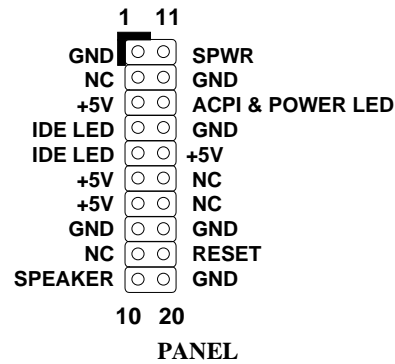 1 11
GND SPWR
NC GND
+5V ACPI & POWER LED
IDE LED GND
IDE LED +5V
+5V NC
+5V NC
GND GND
NC RESET
SPEAKER GND
10 20
PANEL